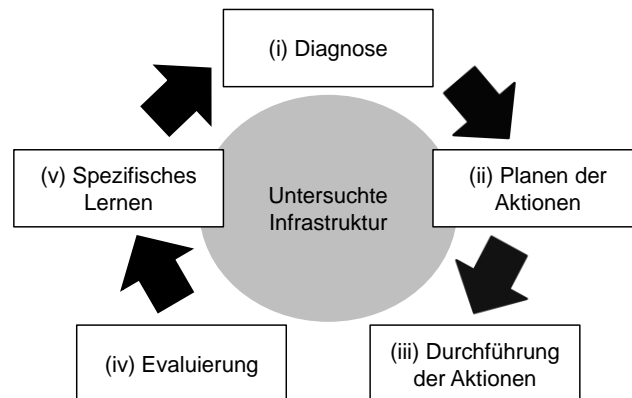 (i) Diagnose
(v) Spezifisches
Lernen
Untersuchte
Infrastruktur
(ii) Planen der
Aktionen
(iv) Evaluierung
(iii) Durchführung
der Aktionen